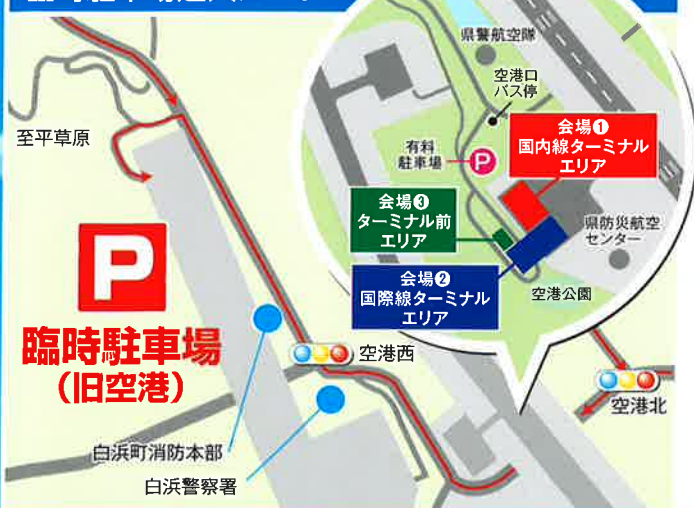 県警航空隊
空港口
バス停
会場❶
国内線ターミナル
エリア
有料
駐車場
P
会場❸
ターミナル前
エリア
県防災航空
センター
会場❷
国際線ターミナル
エリア
空港公園
至平草原
P
臨時駐車場
(旧空港)
空港西
空港北
白浜町消防本部
白浜警察署